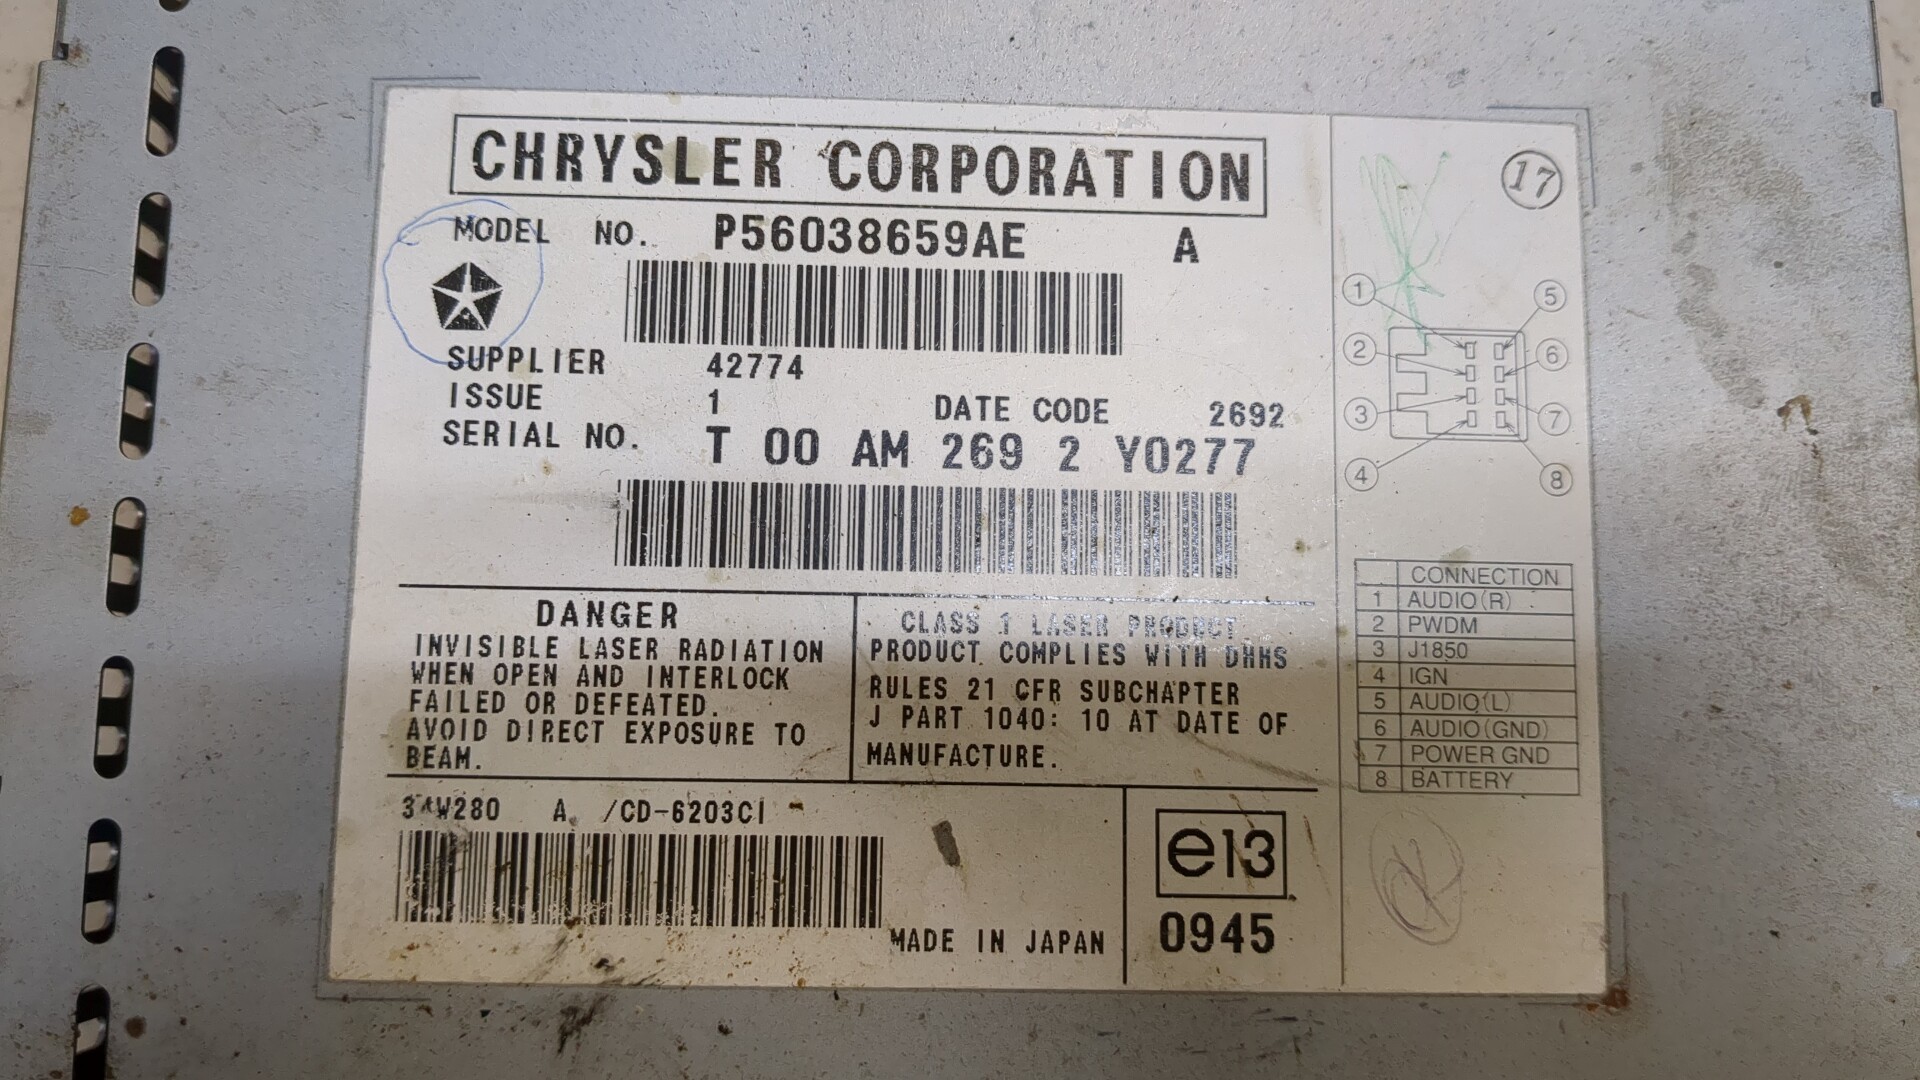 CHRYSLER CORPORATION
MODEL NO. P56038659AE A
SUPPLIER 42774
ISSUE 1 DATE CODE 2692
SERIAL NO. T 00 AM 269 2 Y0277
DANGER
INVISIBLE LASER RADIATION
WHEN OPEN AND INTERLOCK
FAILED OR DEFEATED.
AVOID DIRECT EXPOSURE TO
BEAM.
CLASS 1 LASER PRODUCT
PRODUCT COMPLIES WITH DHHS
RULES 21 CFR SUBCHAPTER
J PART 1040: 10 AT DATE OF
MANUFACTURE.
A /CD-6203CI
MADE IN JAPAN
e13
0945
17
1 5
2 6
3 7
4 8
CONNECTION
1 AUDIO(R)
2 PWDM
3 J1850
4 IGN
5 AUDIO(L)
6 AUDIO(GND)
7 POWER GND
8 BATTERY